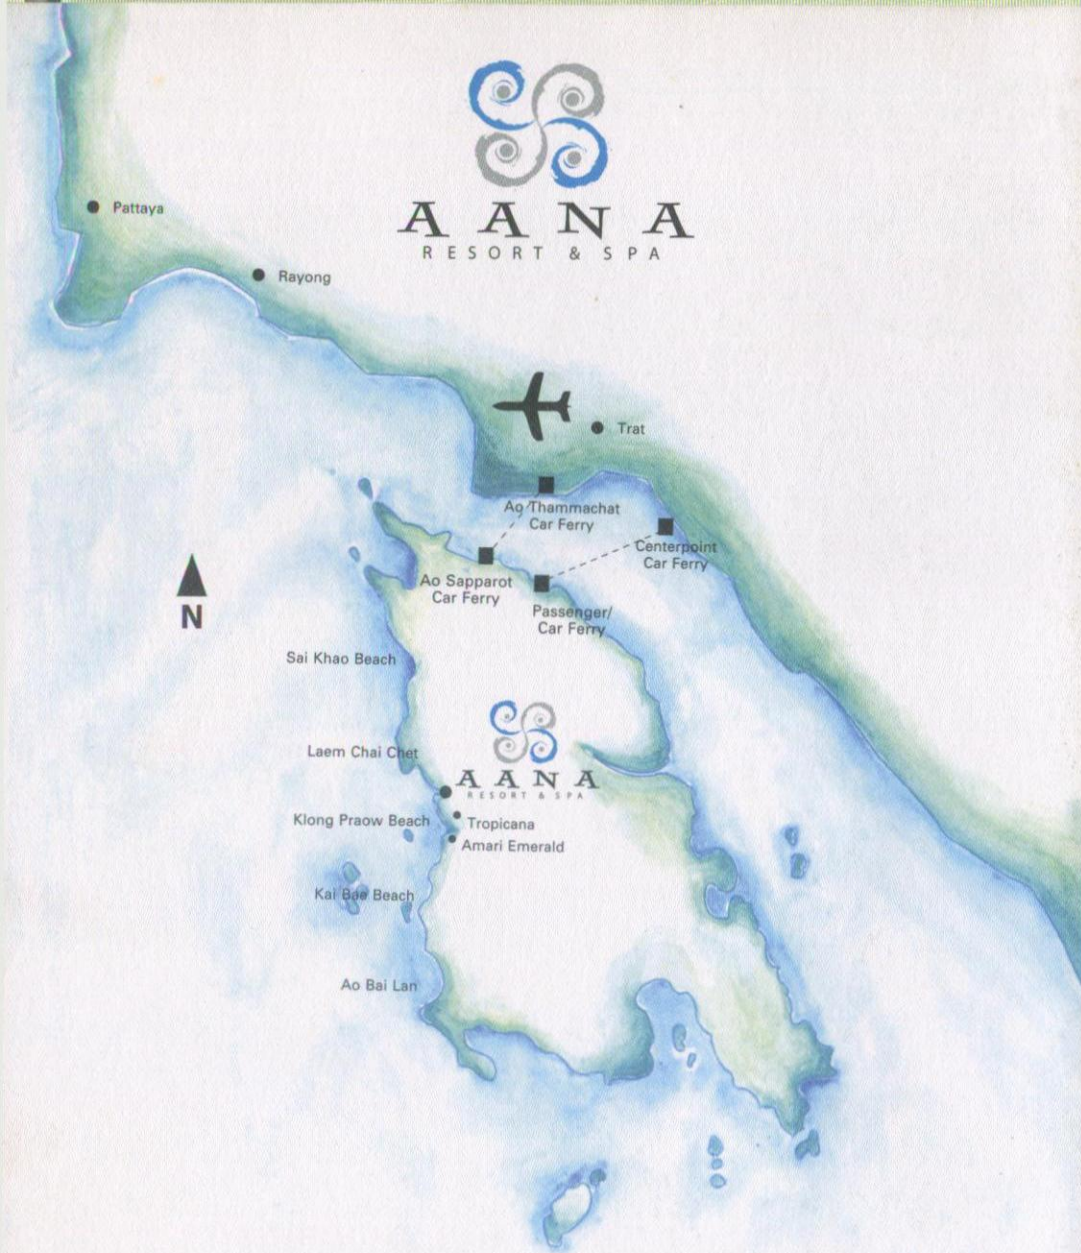 AANA
RESORT & SPA
Pattaya
Rayong
Trat
Ao Thammachat
Car Ferry
Centerpoint
Car Ferry
Ao Sapparot
Car Ferry
Passenger/
Car Ferry
N
Sai Khao Beach
Laem Chai Chet
AANA
RESORT & SPA
Klong Praow Beach
Tropicana
Amari Emerald
Kai Bae Beach
Ao Bai Lan